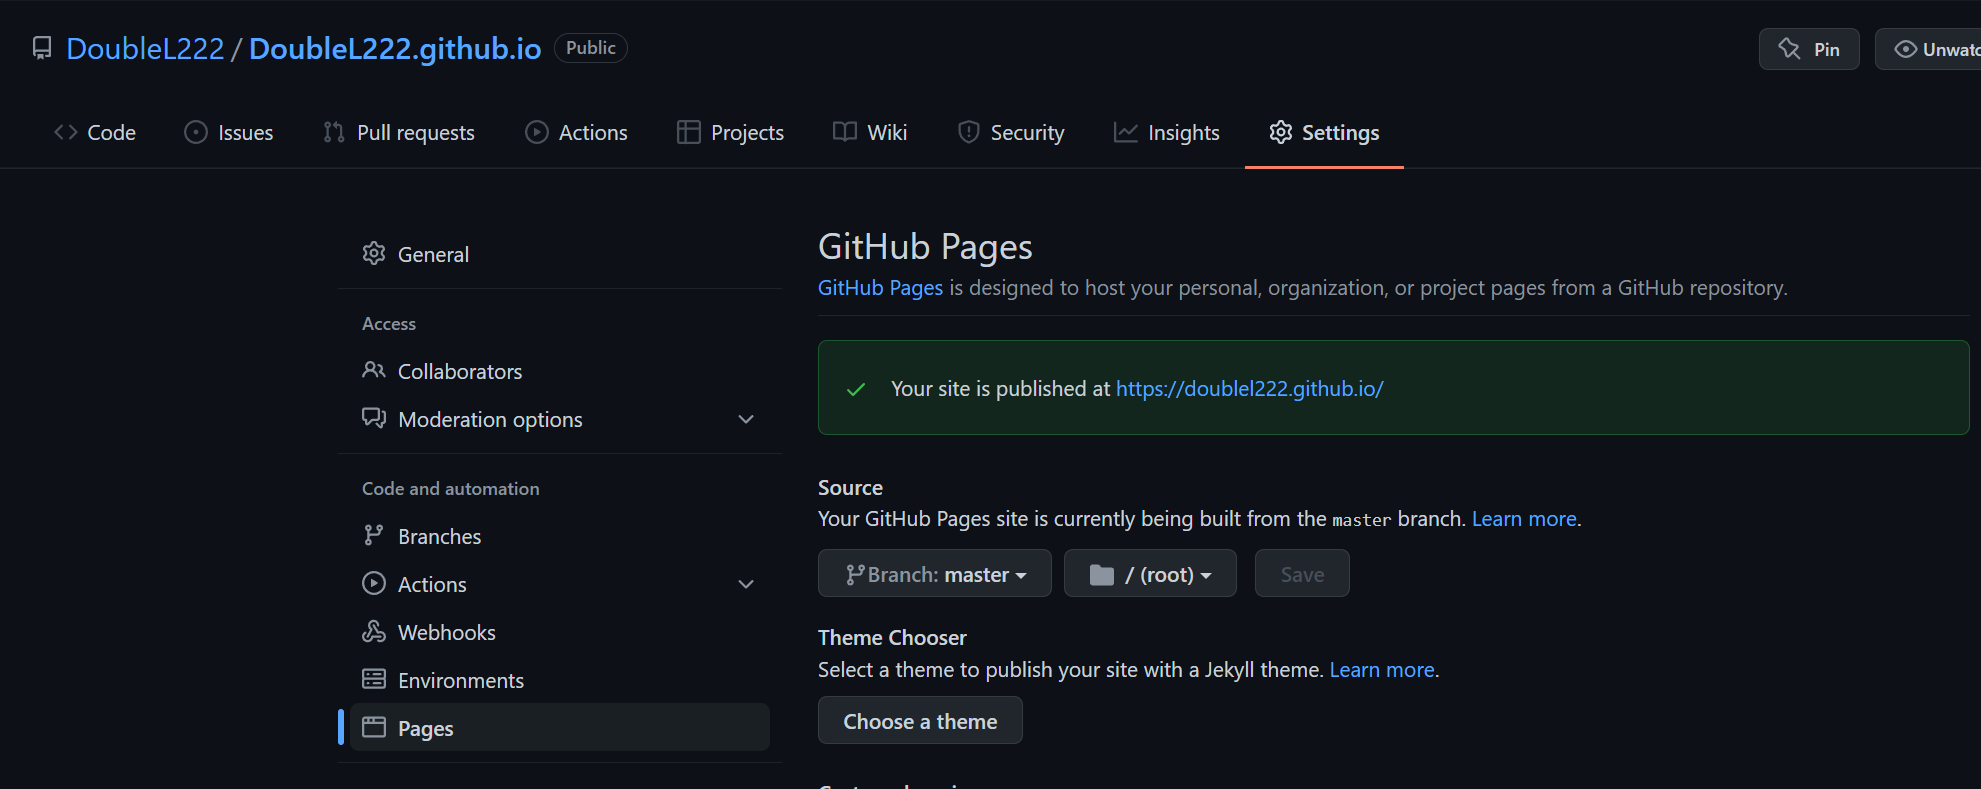 DoubleL222 / DoubleL222.github.io Public
Pin
Unwatc
Code Issues Pull requests Actions Projects Wiki Security Insights Settings
General
Access
Collaborators
Moderation options
Code and automation
Branches
Actions
Webhooks
Environments
Pages
GitHub Pages
GitHub Pages is designed to host your personal, organization, or project pages from a GitHub repository.
Your site is published at https://doublel222.github.io/
Source
Your GitHub Pages site is currently being built from the master branch. Learn more.
Branch: master / (root) Save
Theme Chooser
Select a theme to publish your site with a Jekyll theme. Learn more.
Choose a theme